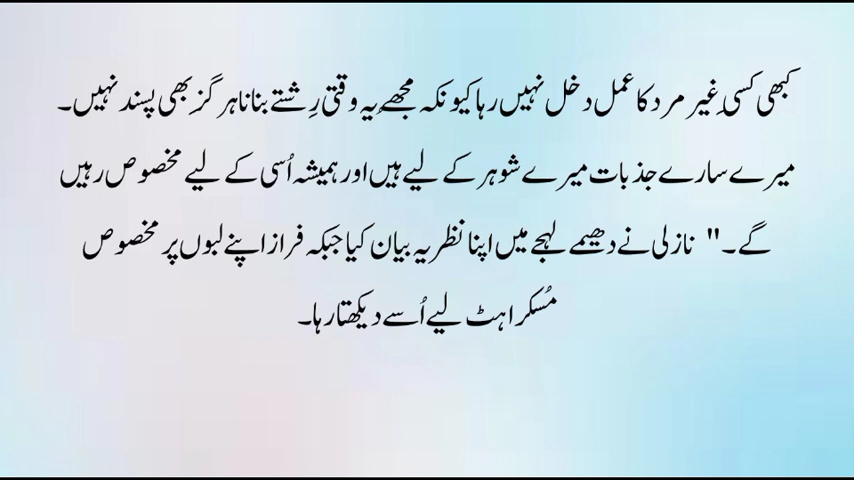 کبھی کسی غیر مرد کا عمل دخل نہیں رہا کیونکہ مجھے یہ وقتی رِشتے بنانا ہر گز بھی پسند نہیں۔
میرے سارے جذبات میرے شوہر کے لیے ہیں اور ہمیشہ اُسی کے لیے مخصوص رہیں
گے۔" نازلی نے دھیمے لہجے میں اپنا نظریہ بیان کیا جبکہ فراز اپنے لبوں پر مخصوص
مُسکراہٹ لیے اُسے دیکھتا رہا۔